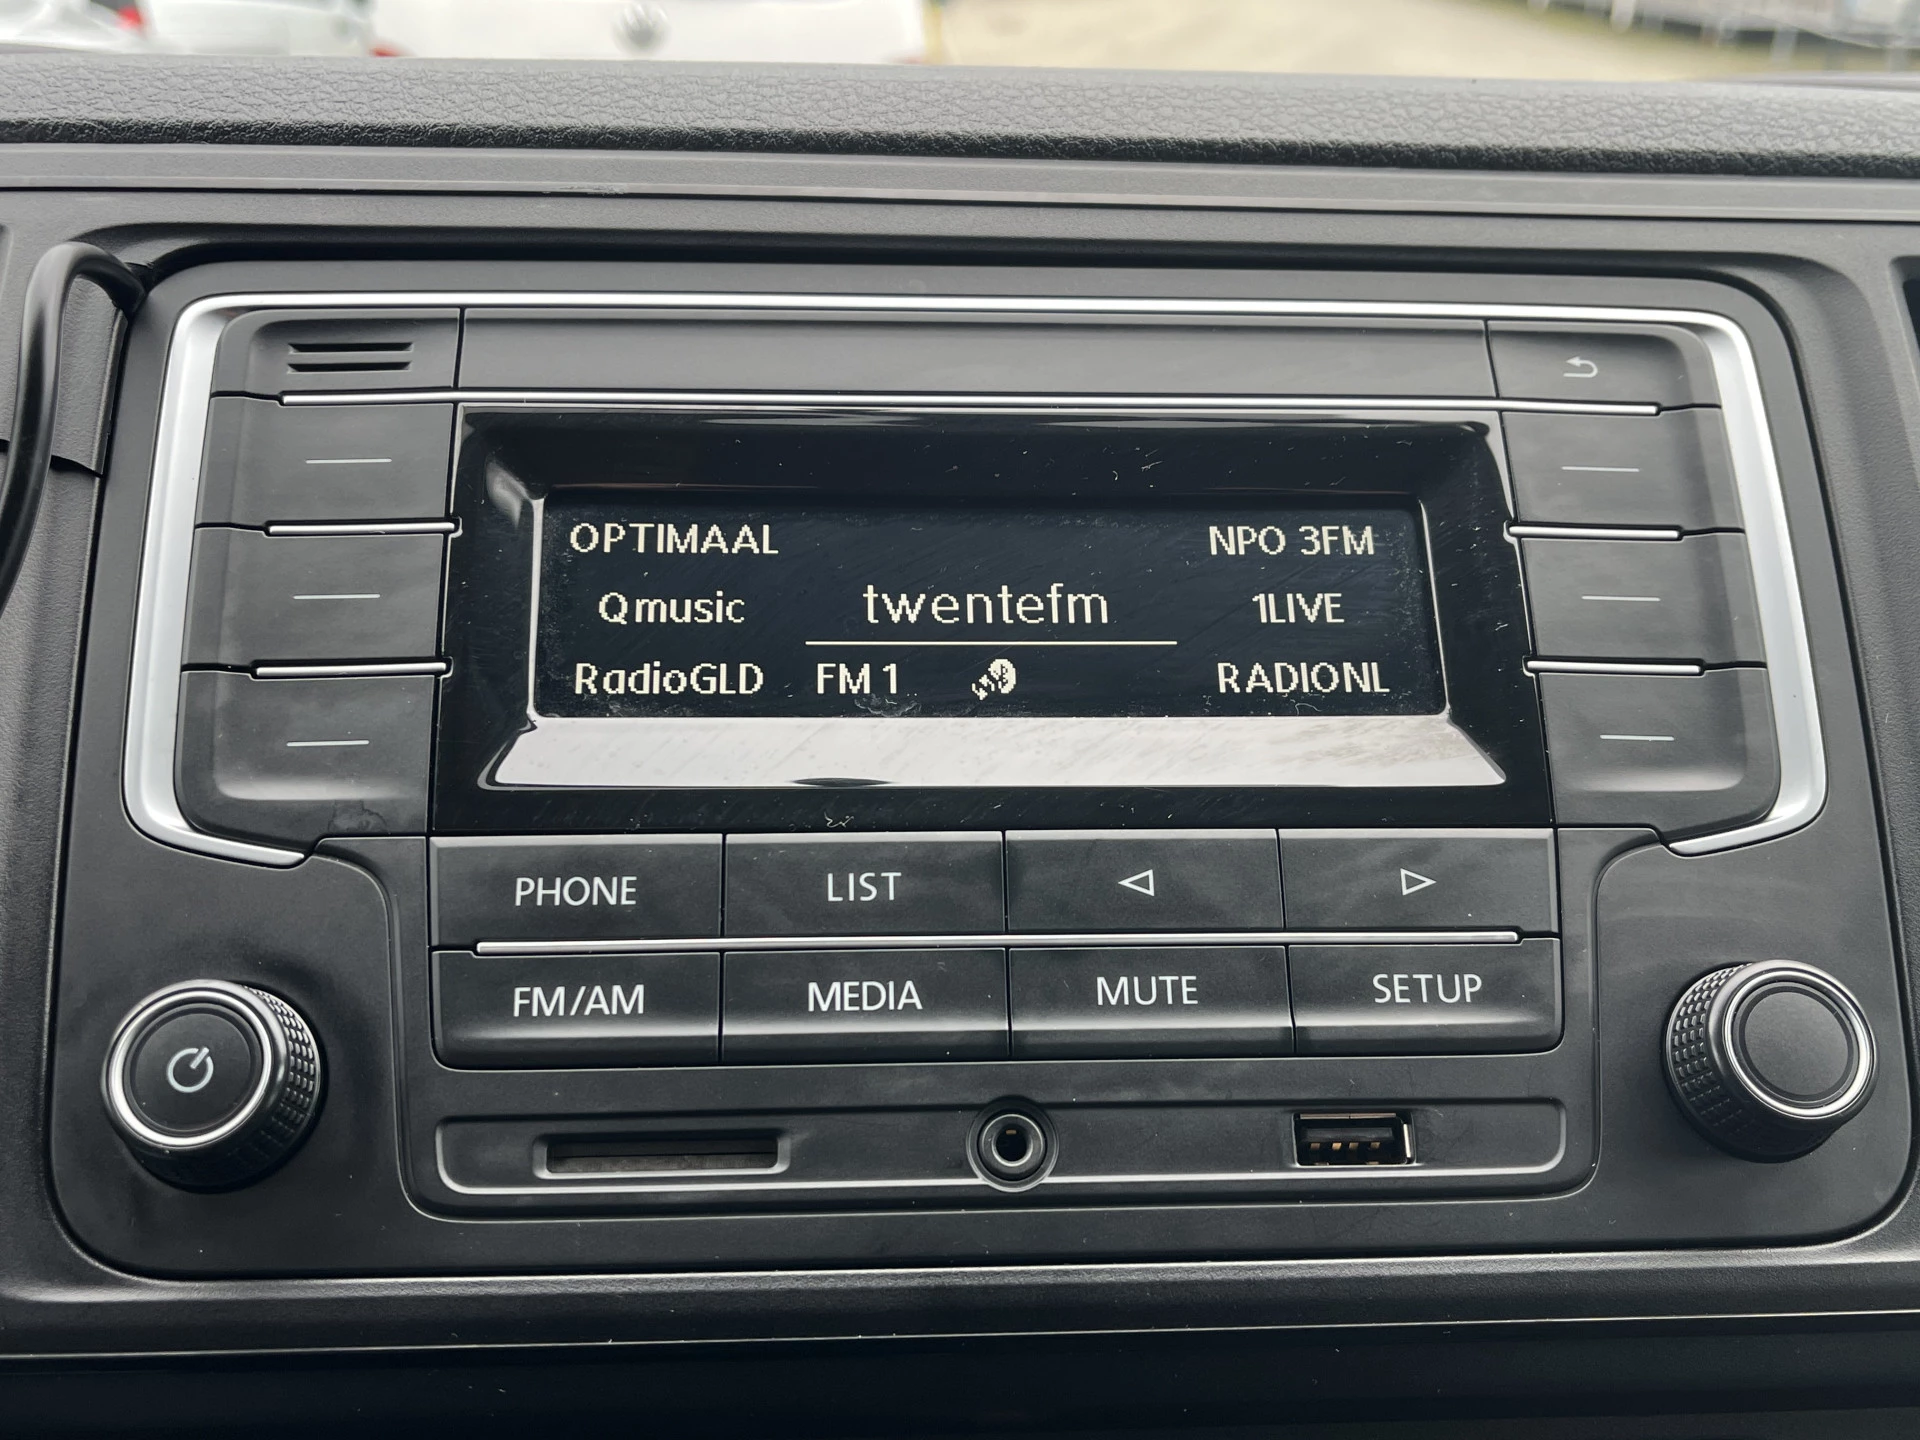 OPTIMAAL
NPO 3FM
Qmusic
twentefm
1LIVE
RadioGLD
FM 1
RADIONL
PHONE
LIST
FM/AM
MEDIA
MUTE
SETUP